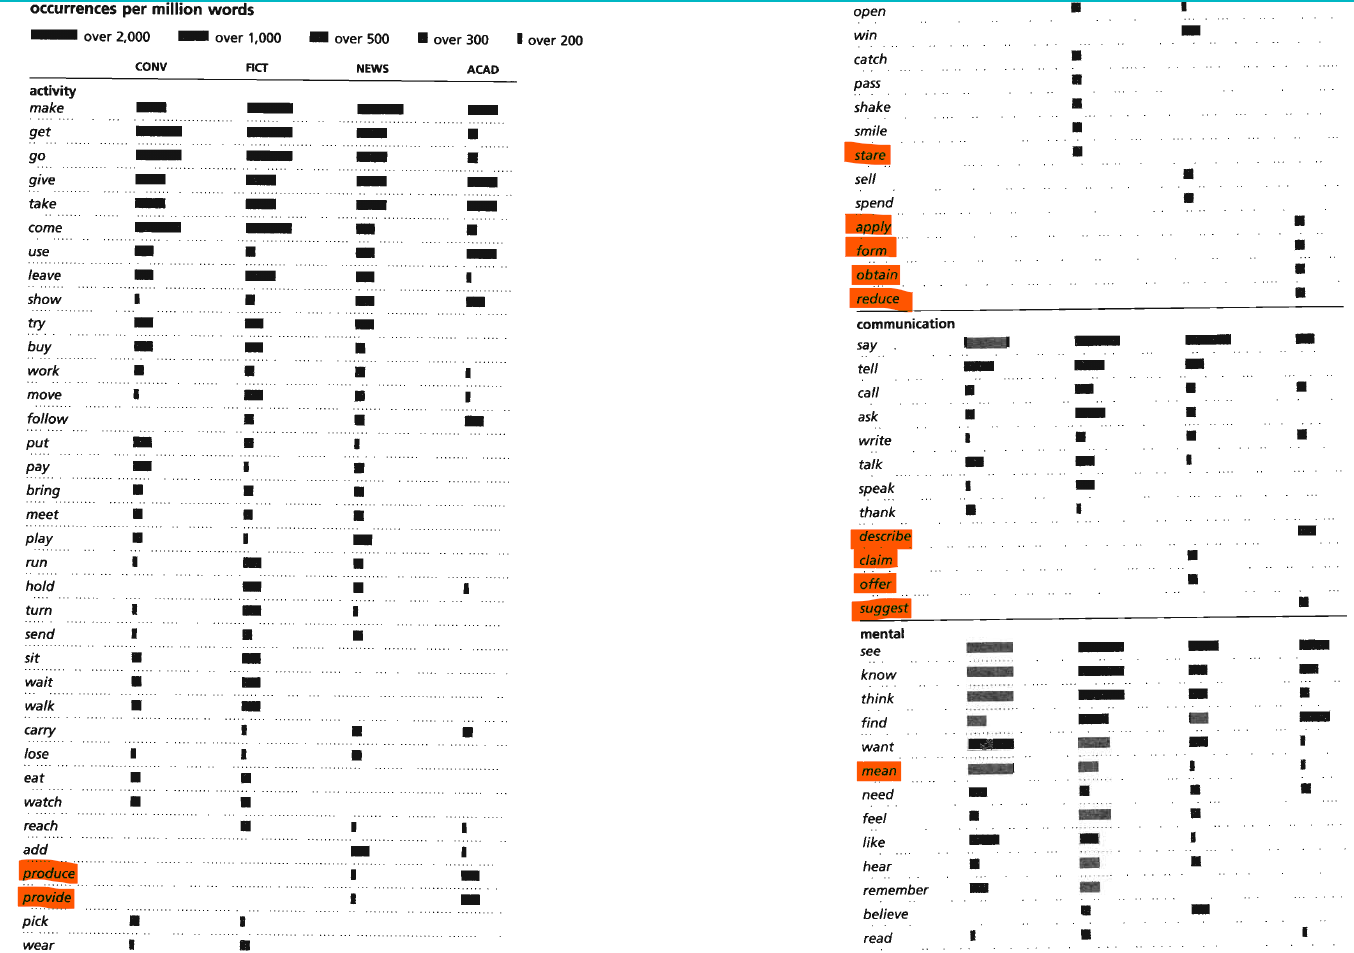 occurrences per million words
over 2,000 over 1,000 over 500 over 300 over 200
CONV FICT NEWS ACAD
activity
make
get
go
give
take
come
use
leave
show
try
buy
work
move
follow
put
pay
bring
meet
play
run
hold
turn
send
sit
wait
walk
carry
lose
eat
watch
reach
add
produce
provide
pick
wear
open
win
catch
pass
shake
smile
stare
sell
spend
apply
form
obtain
reduce
communication
say
tell
call
ask
write
talk
speak
thank
describe
claim
offer
suggest
mental
see
know
think
find
want
mean
need
feel
like
hear
remember
believe
read